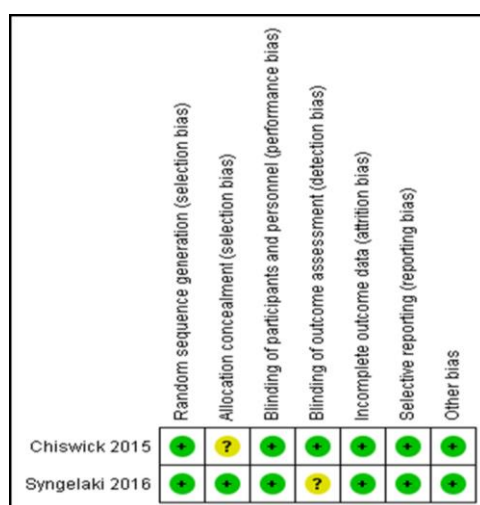 Random sequence generation (selection bias)
Allocation concealment (selection bias)
Blinding of participants and personnel (performance bias)
Blinding of outcome assessment (detection bias)
Incomplete outcome data (attrition bias)
Selective reporting (reporting bias)
Other bias
Chiswick 2015 + ? + + + + +
Syngelaki 2016 + + + ? + + +